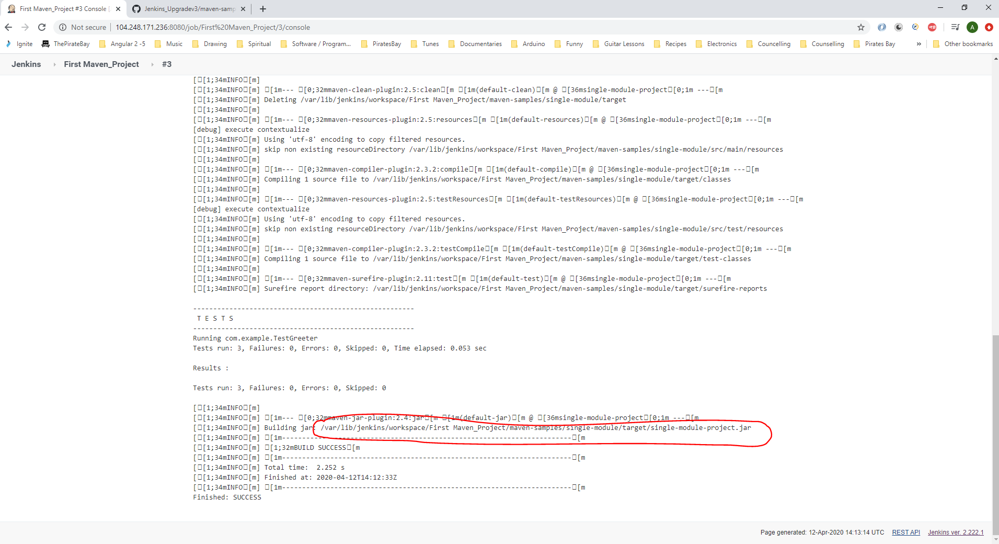 First Maven_Project #3 Console [
Jenkins_Upgradev3/maven-samp
Not secure | 104.248.171.236:8080/job/First%20Maven_Project/3/console
A
Ignite ThePirateBay Angular 2 -5 Music Drawing Spiritual Software / Program... PiratesBay Tunes Documentaries Arduino Funny Guitar Lessons Recipes Electronics Councelling Counselling Pirates Bay » Other bookmarks
Jenkins First Maven_Project #3
[□[1;34mINFO□[m]
[□[1;34mINFO□[m] □[1m--- □[0;32mmaven-clean-plugin:2.5:clean□[m □[1m(default-clean)□[m @ □[36msingle-module-project□[0;1m ---□[m
[□[1;34mINFO□[m] Deleting /var/lib/jenkins/workspace/First Maven_Project/maven-samples/single-module/target
[□[1;34mINFO□[m]
[□[1;34mINFO□[m] □[1m--- □[0;32mmaven-resources-plugin:2.5:resources□[m □[1m(default-resources)□[m @ □[36msingle-module-project□[0;1m ---□[m
[debug] execute contextualize
[□[1;34mINFO□[m] Using 'utf-8' encoding to copy filtered resources.
[□[1;34mINFO□[m] skip non existing resourceDirectory /var/lib/jenkins/workspace/First Maven_Project/maven-samples/single-module/src/main/resources
[□[1;34mINFO□[m]
[□[1;34mINFO□[m] □[1m--- □[0;32mmaven-compiler-plugin:2.3.2:compile□[m □[1m(default-compile)□[m @ □[36msingle-module-project□[0;1m ---□[m
[□[1;34mINFO□[m] Compiling 1 source file to /var/lib/jenkins/workspace/First Maven_Project/maven-samples/single-module/target/classes
[□[1;34mINFO□[m]
[□[1;34mINFO□[m] □[1m--- □[0;32mmaven-resources-plugin:2.5:testResources□[m □[1m(default-testResources)□[m @ □[36msingle-module-project□[0;1m ---□[m
[debug] execute contextualize
[□[1;34mINFO□[m] Using 'utf-8' encoding to copy filtered resources.
[□[1;34mINFO□[m] skip non existing resourceDirectory /var/lib/jenkins/workspace/First Maven_Project/maven-samples/single-module/src/test/resources
[□[1;34mINFO□[m]
[□[1;34mINFO□[m] □[1m--- □[0;32mmaven-compiler-plugin:2.3.2:testCompile□[m □[1m(default-testCompile)□[m @ □[36msingle-module-project□[0;1m ---□[m
[□[1;34mINFO□[m] Compiling 1 source file to /var/lib/jenkins/workspace/First Maven_Project/maven-samples/single-module/target/test-classes
[□[1;34mINFO□[m]
[□[1;34mINFO□[m] □[1m--- □[0;32mmaven-surefire-plugin:2.11:test□[m □[1m(default-test)□[m @ □[36msingle-module-project□[0;1m ---□[m
[□[1;34mINFO□[m] Surefire report directory: /var/lib/jenkins/workspace/First Maven_Project/maven-samples/single-module/target/surefire-reports
-------------------------------------------------------
T E S T S
-------------------------------------------------------
Running com.example.TestGreeter
Tests run: 3, Failures: 0, Errors: 0, Skipped: 0, Time elapsed: 0.053 sec
Results :
Tests run: 3, Failures: 0, Errors: 0, Skipped: 0
[□[1;34mINFO□[m]
[□[1;34mINFO□[m] □[1m--- □[0;32mmaven-jar-plugin:2.4:jar□[m □[1m(default-jar)□[m @ □[36msingle-module-project□[0;1m ---□[m
[□[1;34mINFO□[m] Building jar: /var/lib/jenkins/workspace/First Maven_Project/maven-samples/single-module/target/single-module-project.jar
[□[1;34mINFO□[m] □[1m------------------------------------------------------------------------□[m
[□[1;34mINFO□[m] □[1;32mBUILD SUCCESS□[m
[□[1;34mINFO□[m] □[1m------------------------------------------------------------------------□[m
[□[1;34mINFO□[m] Total time:  2.252 s
[□[1;34mINFO□[m] Finished at: 2020-04-12T14:12:33Z
[□[1;34mINFO□[m] □[1m------------------------------------------------------------------------□[m
Finished: SUCCESS
Page generated: 12-Apr-2020 14:13:14 UTC REST API Jenkins ver. 2.222.1